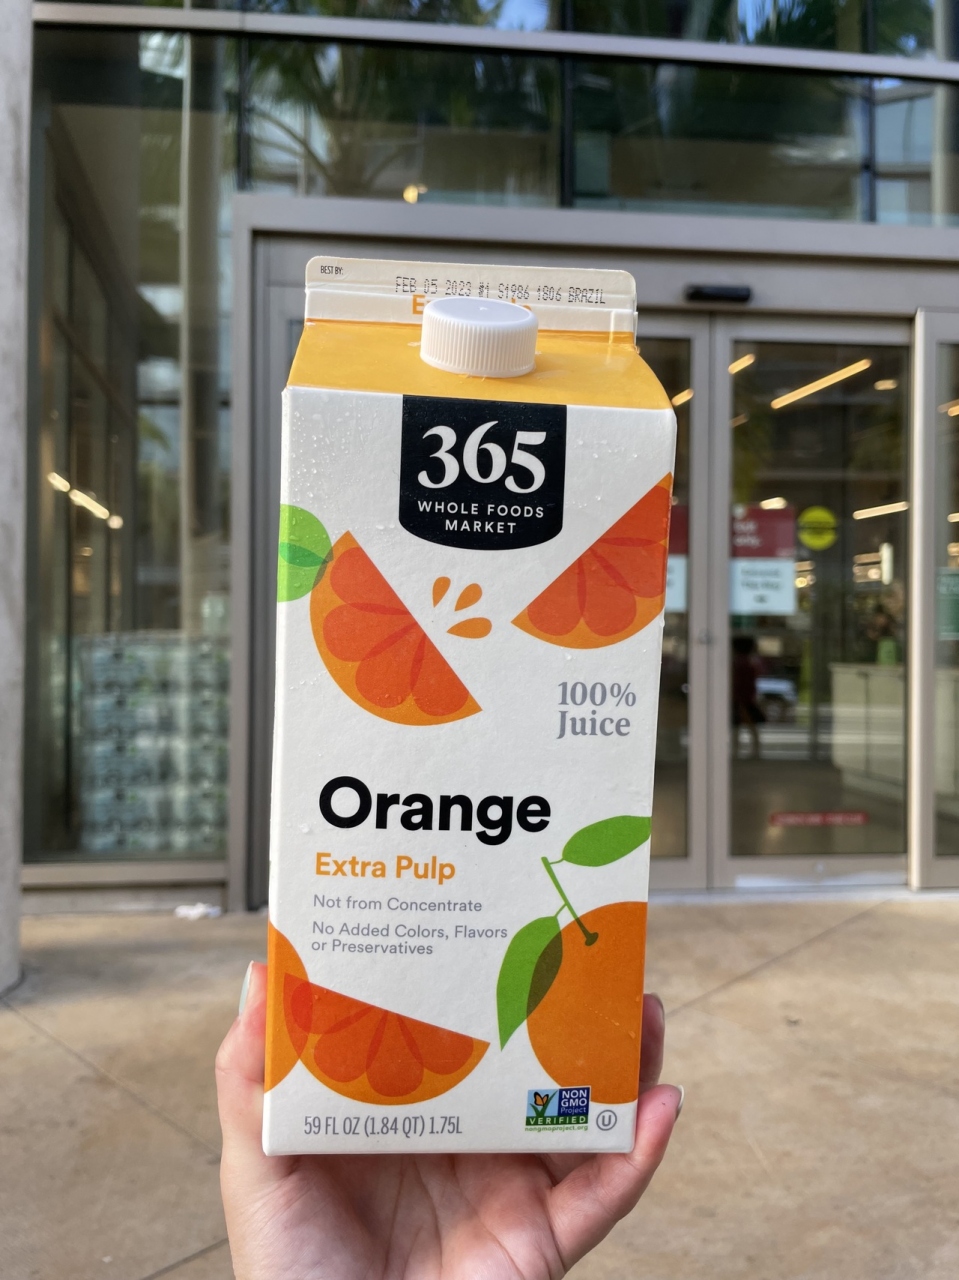 BEST BY:
FEB 05 2023 #1 S1986 1806 BRAZIL
365
WHOLE FOODS
MARKET
100%
Juice
Orange
Extra Pulp
Not from Concentrate
No Added Colors, Flavors
or Preservatives
59 FL OZ (1.84 QT) 1.75L
NON
GMO
Project
VERIFIED
nongmoproject.org
U